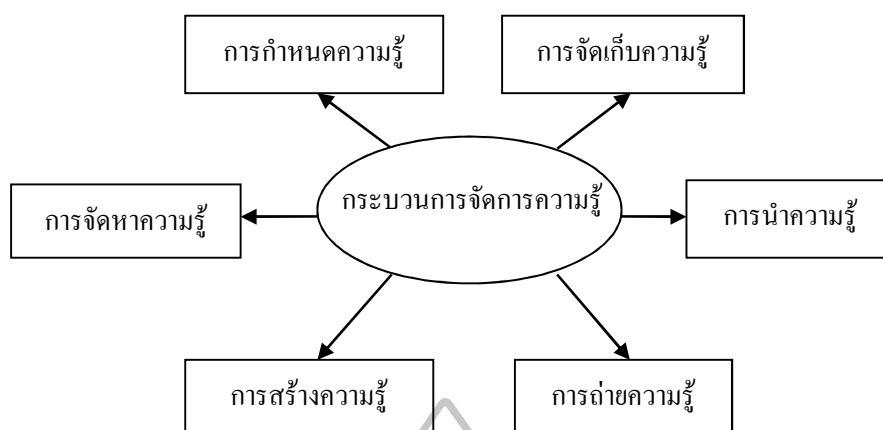 การกำหนดความรู้
การจัดเก็บความรู้
กระบวนการจัดการความรู้
การจัดหาความรู้
การนำความรู้
การสร้างความรู้
การถ่ายความรู้